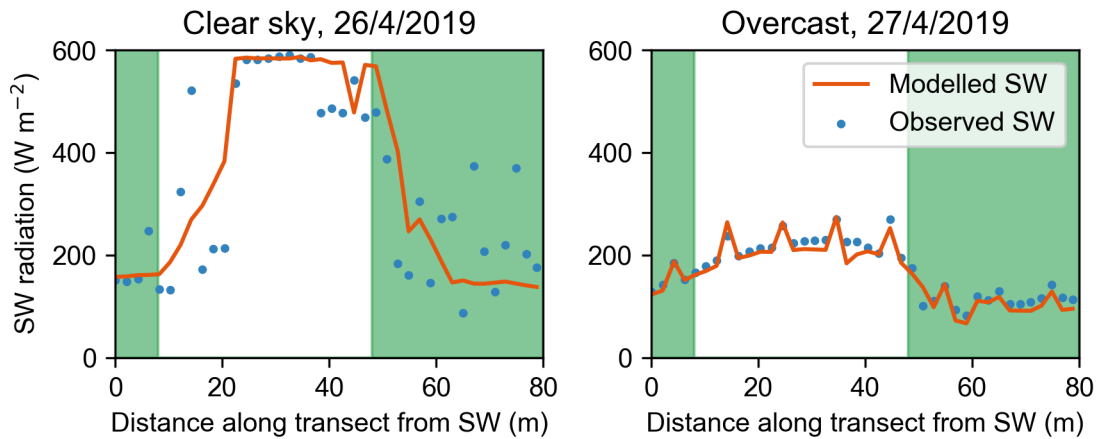 Clear sky, 26/4/2019
SW radiation (W m⁻²)
600
400
200
0
0 20 40 60 80
Distance along transect from SW (m)
Overcast, 27/4/2019
Modelled SW
Observed SW
600
400
200
0
0 20 40 60 80
Distance along transect from SW (m)